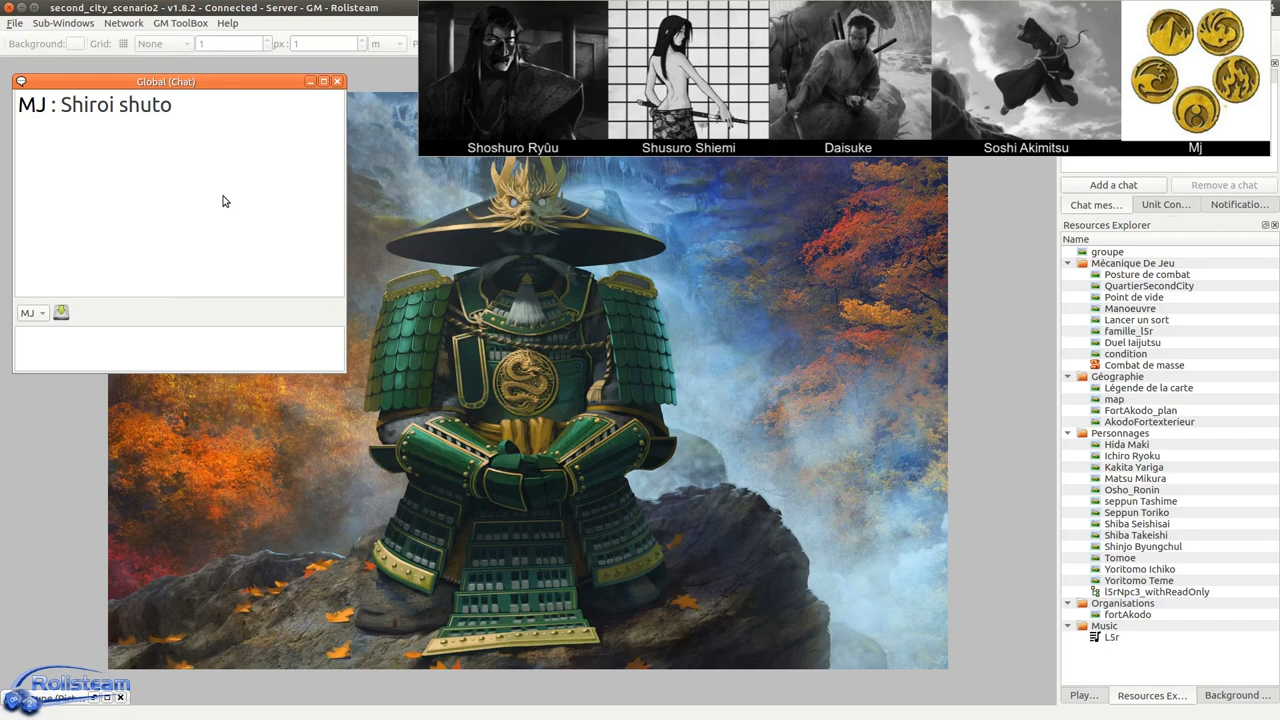 second_city_scenario2 - v1.8.2 - Connected - Server - GM - Rolisteam
File Sub-Windows Network GM ToolBox Help
Background: Grid: None 1 px : 1 m
Shoshuro Ryûu Shusuro Shiemi Daisuke Soshi Akimitsu Mj
Global (Chat)
MJ : Shiroi shuto
MJ
Add a chat Remove a chat
Chat mes... Unit Con... Notificatio...
Resources Explorer
Name
groupe
Mécanique De Jeu
Posture de combat
QuartierSecondCity
Point de vide
Manoeuvre
Lancer un sort
famille_l5r
Duel Iaijutsu
condition
Combat de masse
Géographie
Légende de la carte
map
FortAkodo_plan
AkodoFortexterieur
Personnages
Hida Maki
Ichiro Ryoku
Kakita Yariga
Matsu Mikura
Osho_Ronin
seppun Tashime
Seppun Toriko
Shiba Seishisai
Shiba Takeishi
Shinjo Byungchul
Tomoe
Yoritomo Ichiko
Yoritomo Teme
l5rNpc3_withReadOnly
Organisations
fortAkodo
Music
L5r
Rolisteam
Play... Resources Ex... Background ...